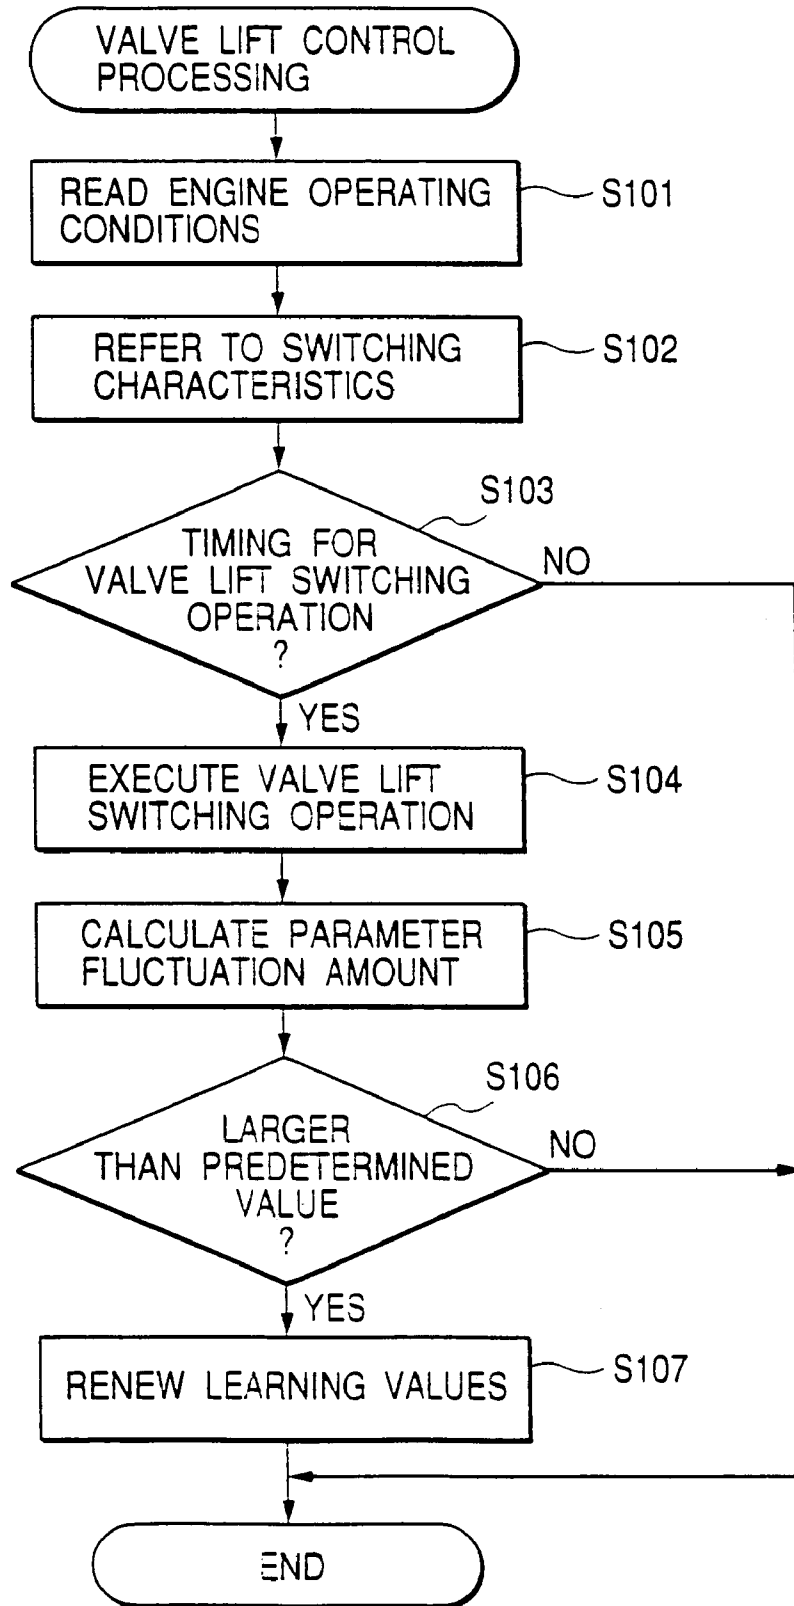 VALVE LIFT CONTROL
PROCESSING
READ ENGINE OPERATING
CONDITIONS
S101
REFER TO SWITCHING
CHARACTERISTICS
S102
S103
TIMING FOR
VALVE LIFT SWITCHING
OPERATION
?
NO
YES
EXECUTE VALVE LIFT
SWITCHING OPERATION
S104
CALCULATE PARAMETER
FLUCTUATION AMOUNT
S105
S106
LARGER
THAN PREDETERMINED
VALUE
?
NO
YES
RENEW LEARNING VALUES
S107
END